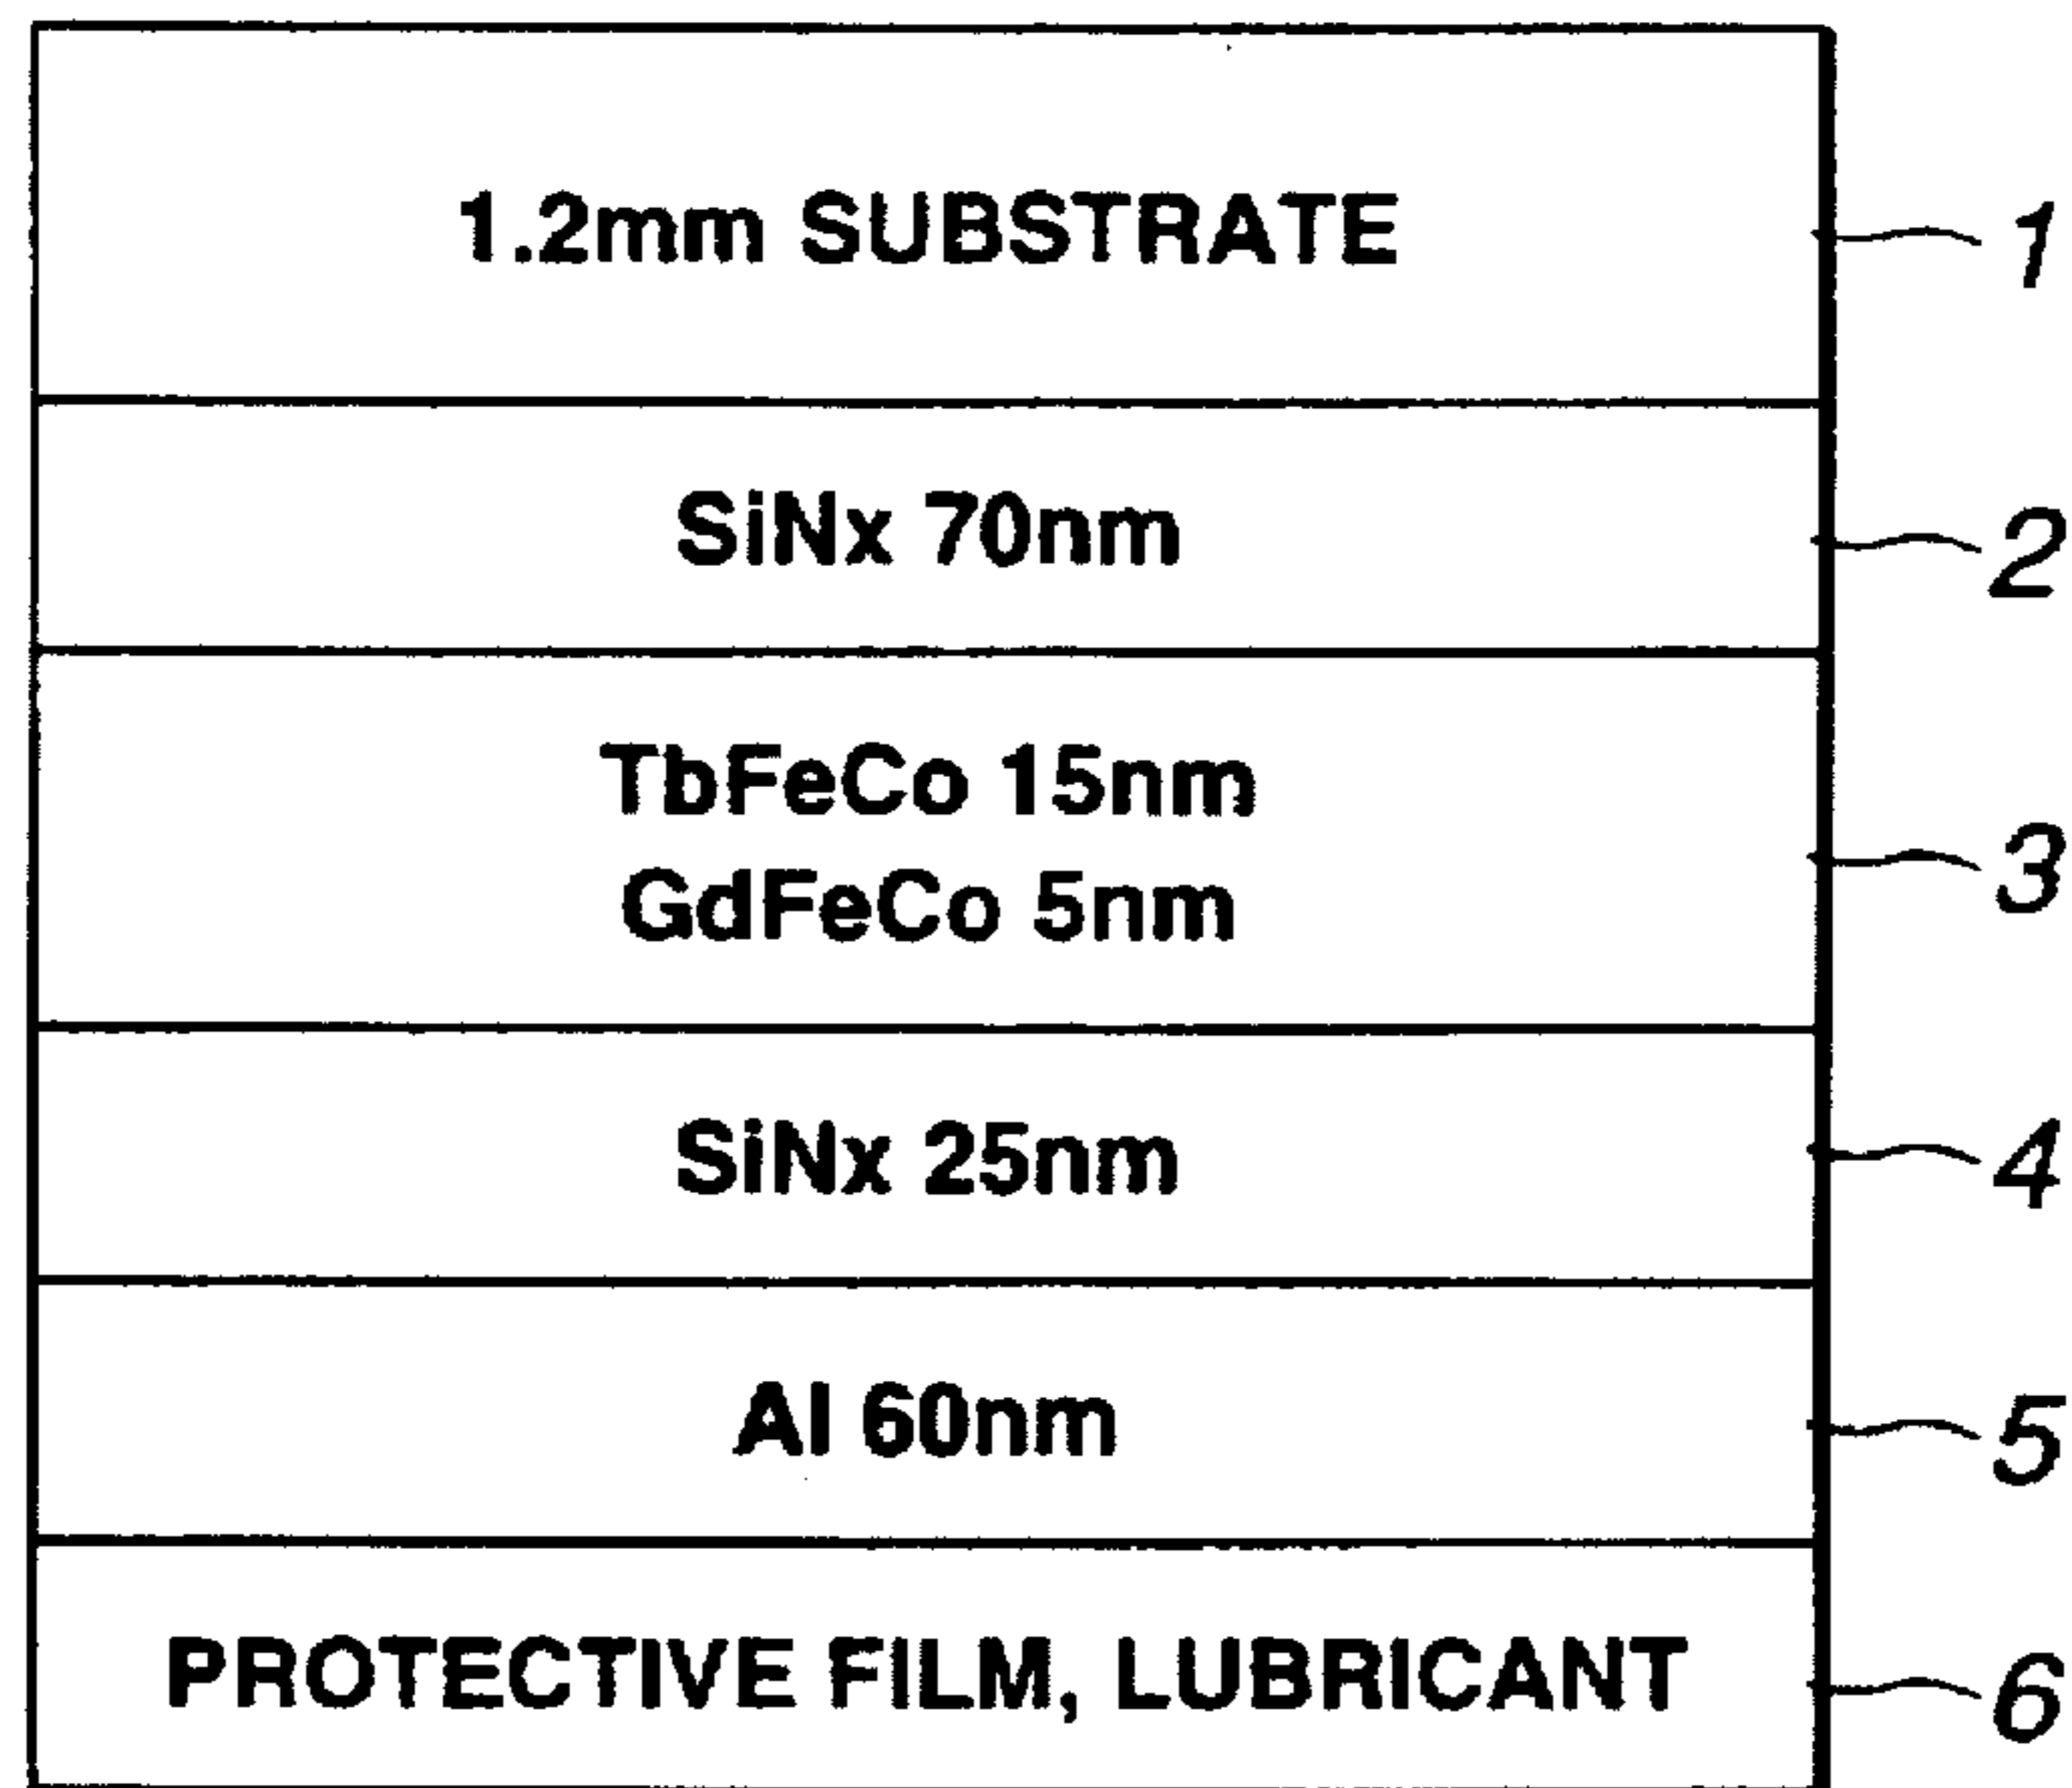 1.2mm SUBSTRATE 1
SiNx 70nm 2
TbFeCo 15nm
GdFeCo 5nm 3
SiNx 25nm 4
Al 60nm 5
PROTECTIVE FILM, LUBRICANT 6